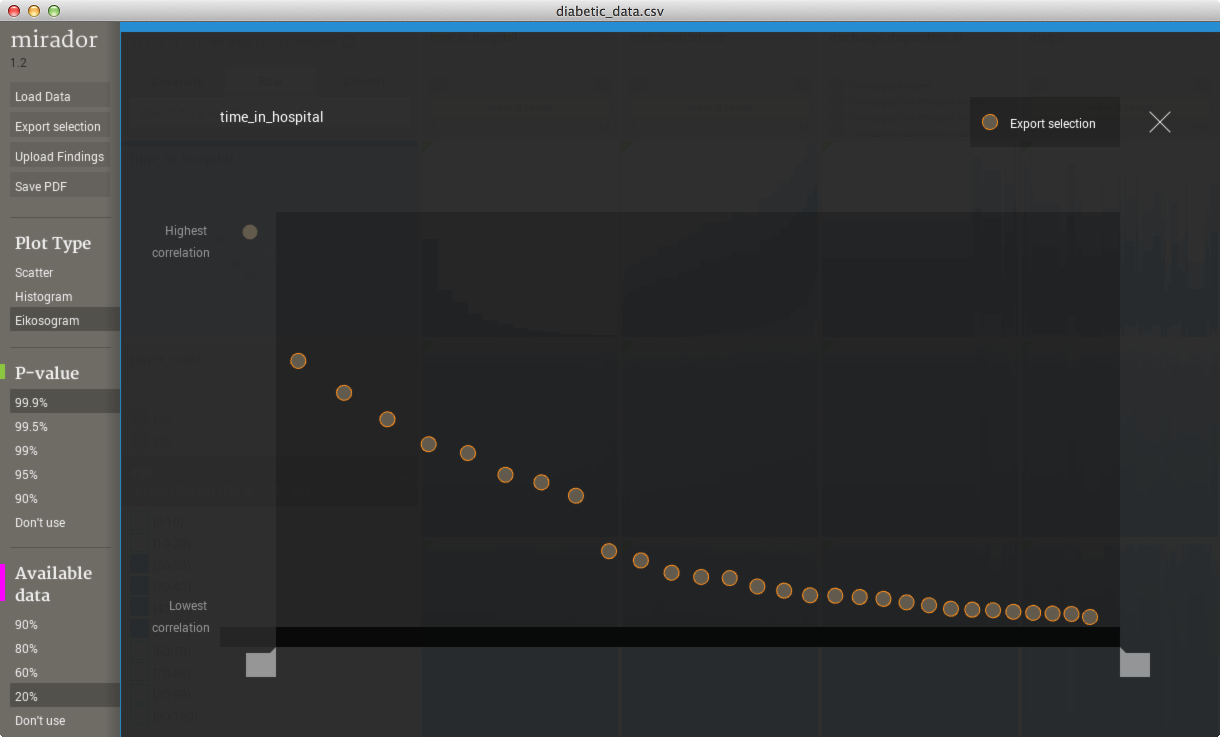 diabetic_data.csv
mirador
1.2
Load Data
Export selection
Upload Findings
Save PDF
Plot Type
Scatter
Histogram
Eikosogram
P-value
99.9%
99.5%
99%
95%
90%
Don't use
Available
data
90%
80%
60%
20%
Don't use
time_in_hospital
Export selection
Highest
correlation
Lowest
correlation